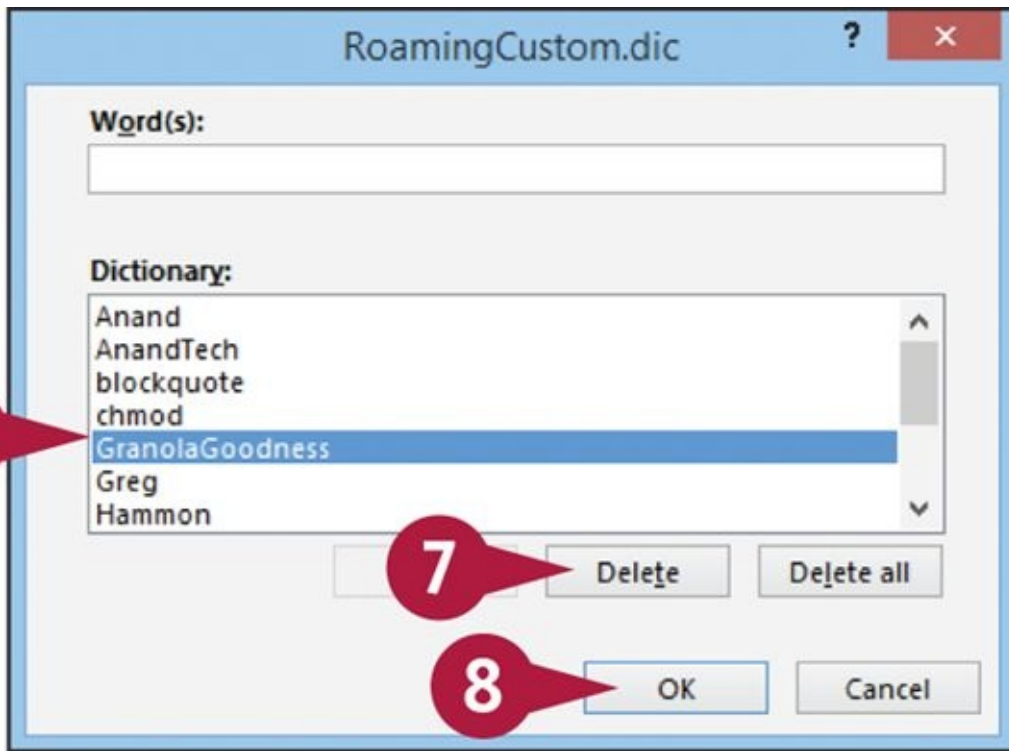 RoamingCustom.dic ? ×
Word(s):
Dictionary:
Anand
AnandTech
blockquote
chmod
GranolaGoodness
Greg
Hammon
7 Delete Delete all
8 OK Cancel